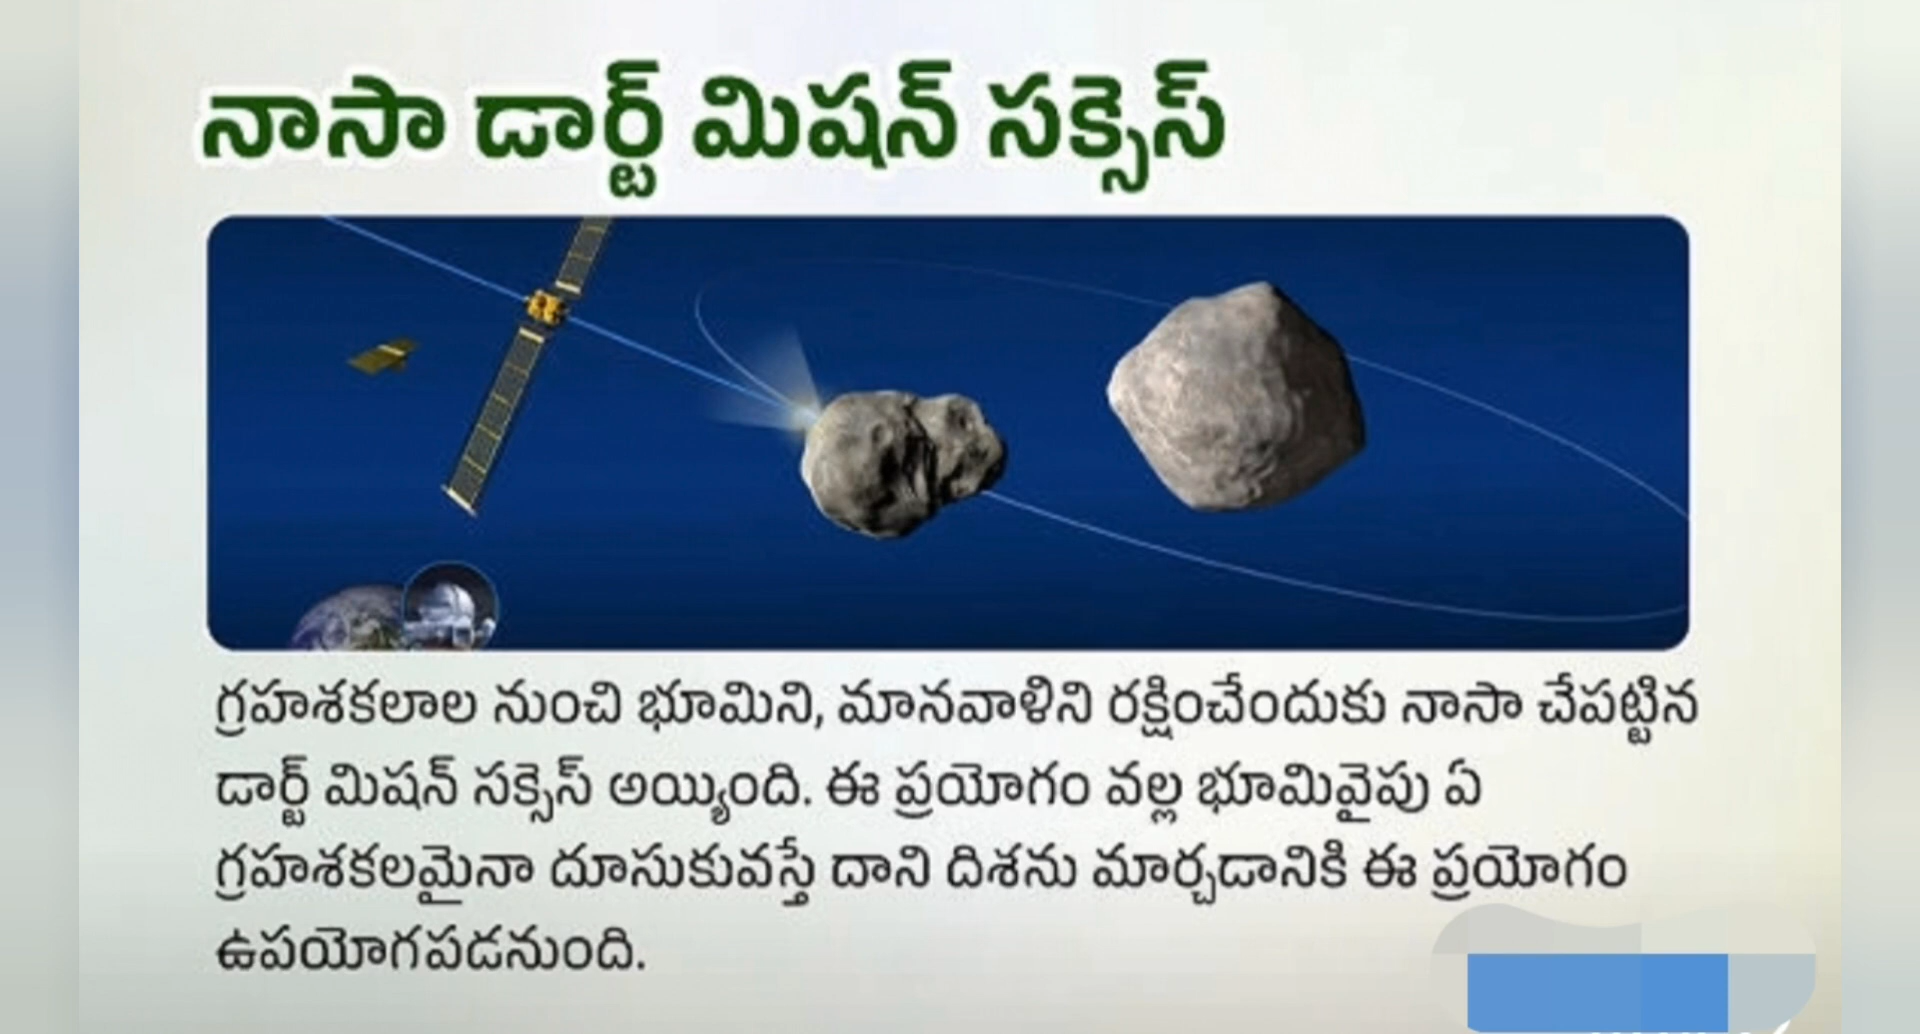 నాసా డార్ట్ మిషన్ సక్సెస్
గ్రహశకలాల నుంచి భూమిని, మానవాళిని రక్షించేందుకు నాసా చేపట్టిన
డార్ట్ మిషన్ సక్సెస్ అయ్యింది. ఈ ప్రయోగం వల్ల భూమివైపు ఏ
గ్రహశకలమైనా దూసుకువస్తే దాని దిశను మార్చడానికి ఈ ప్రయోగం
ఉపయోగపడనుంది.